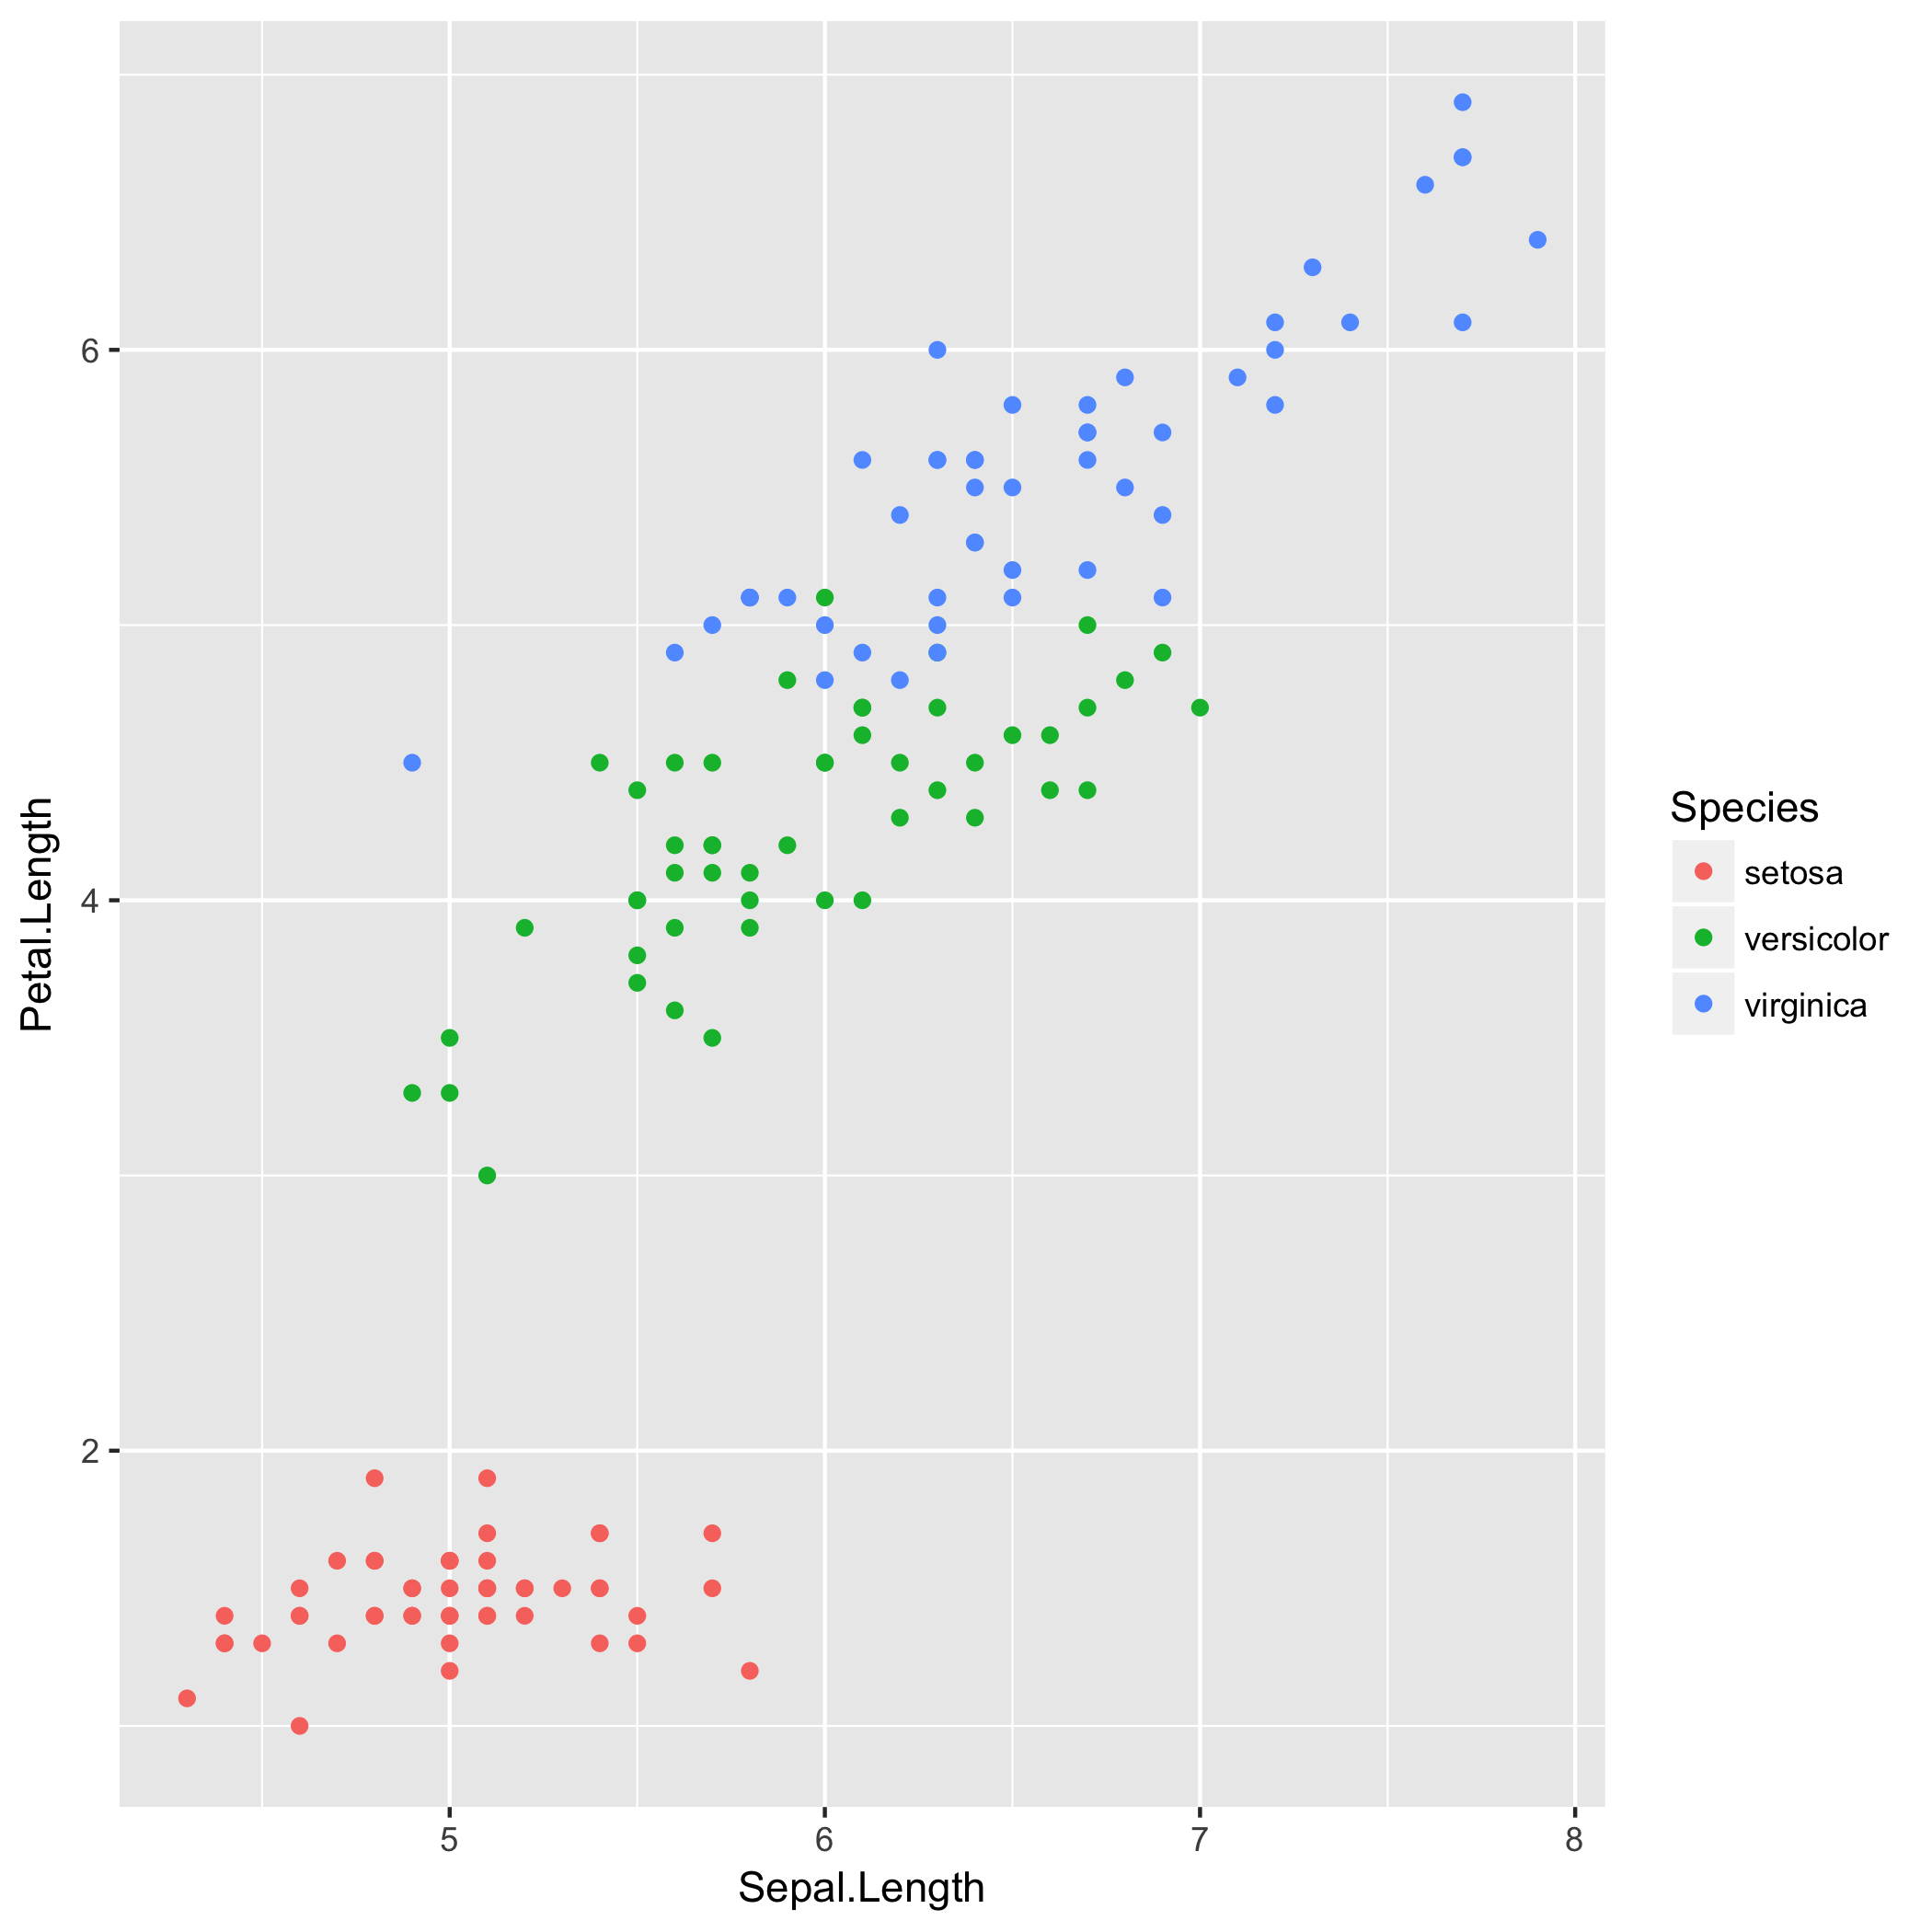 6
4
2
Petal.Length
5 6 7 8
Sepal.Length
Species
setosa
versicolor
virginica